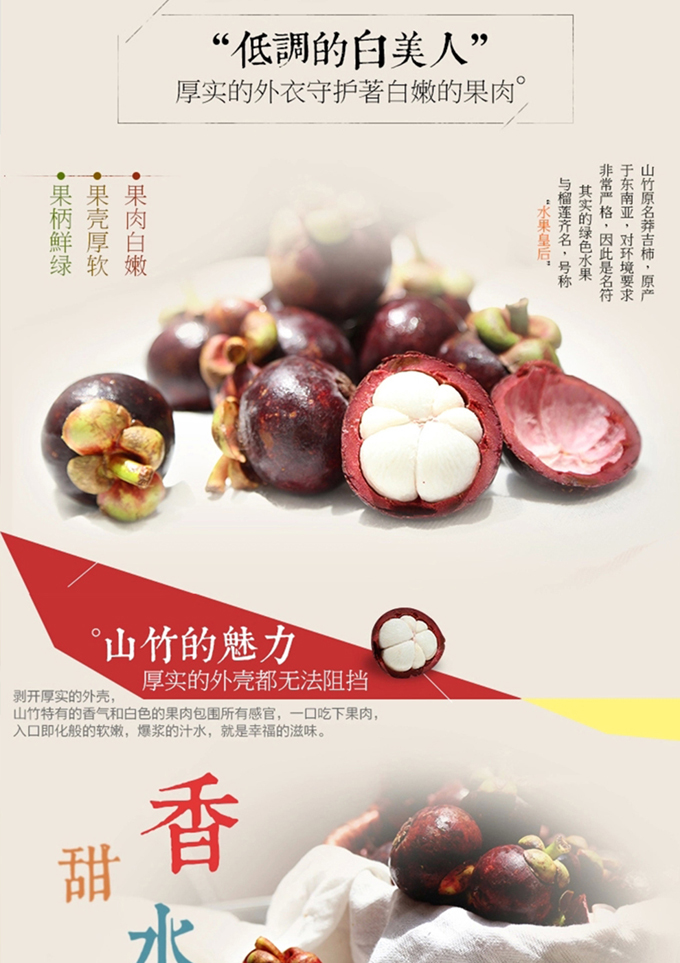 “低調的白美人”
厚实的外衣守护著白嫩的果肉°
果肉白嫩
果壳厚软
果柄鲜绿
山竹原名莽吉柿，原产
于东南亚，对环境要求
非常严格，因此是名符
其实的绿色水果
与榴莲齐名，号称
“水果皇后”
°山竹的魅力
厚实的外壳都无法阻挡
剥开厚实的外壳，
山竹特有的香气和白色的果肉包围所有感官，一口吃下果肉，
入口即化般的软嫩，爆浆的汁水，就是幸福的滋味。
香
甜
水